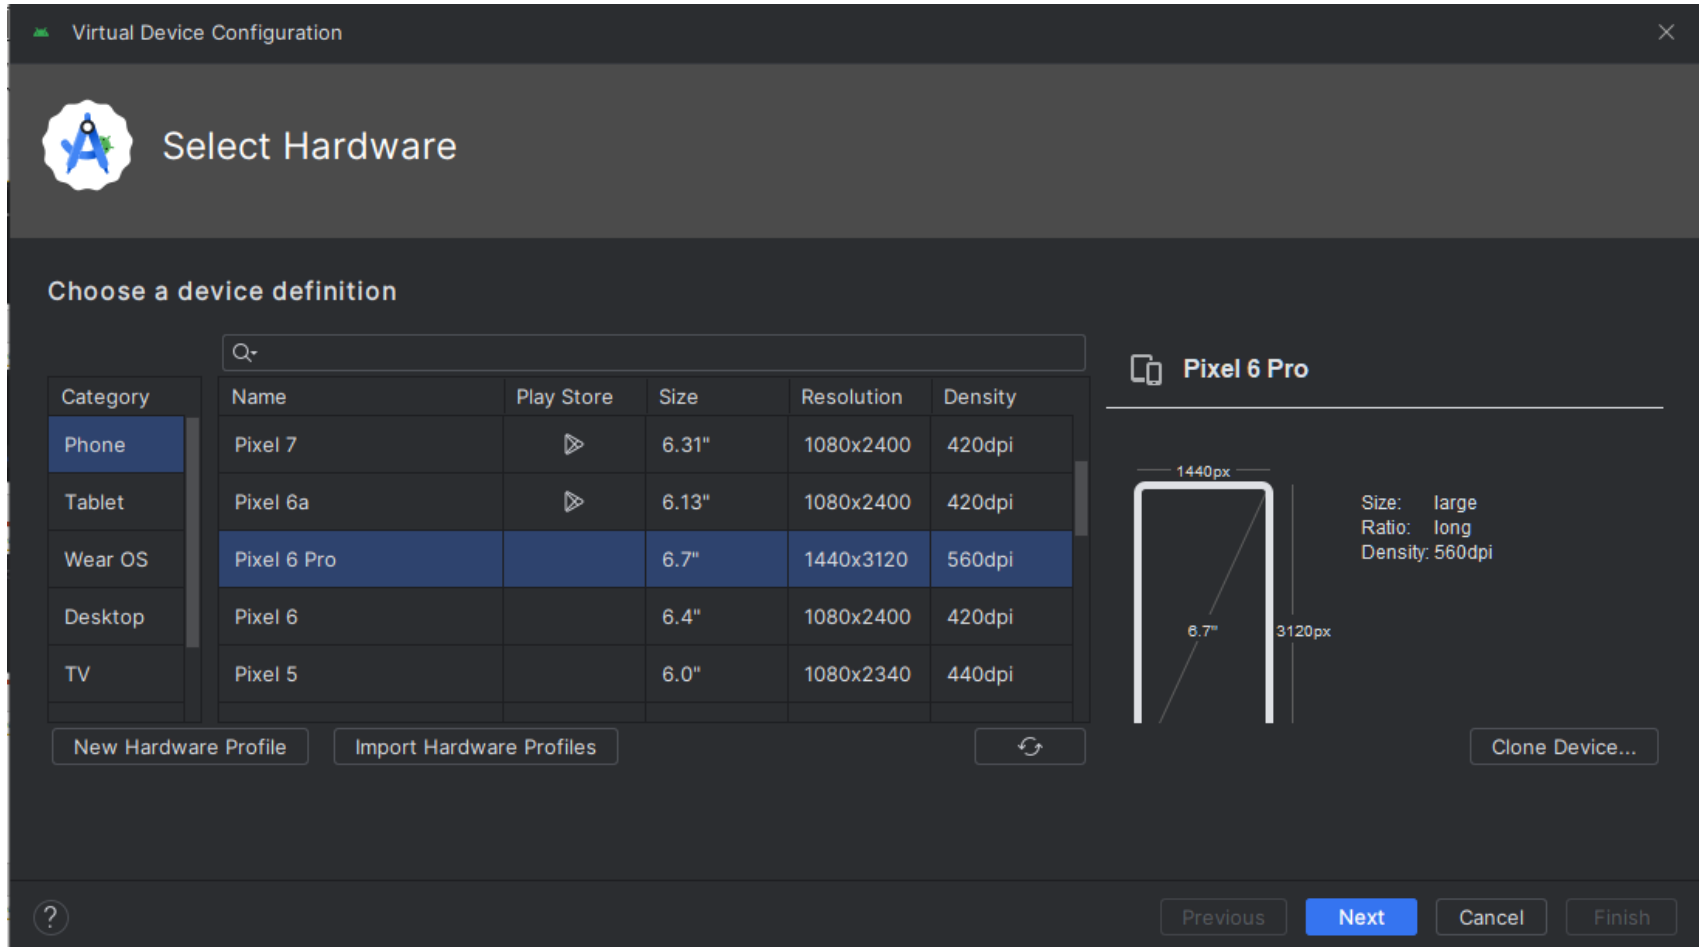 Virtual Device Configuration
Select Hardware
Choose a device definition
Category
Phone
Tablet
Wear OS
Desktop
TV
Name Play Store Size Resolution Density
Pixel 7 6.31" 1080x2400 420dpi
Pixel 6a 6.13" 1080x2400 420dpi
Pixel 6 Pro 6.7" 1440x3120 560dpi
Pixel 6 6.4" 1080x2400 420dpi
Pixel 5 6.0" 1080x2340 440dpi
New Hardware Profile Import Hardware Profiles
Pixel 6 Pro
1440px
6.7"
3120px
Size: large
Ratio: long
Density: 560dpi
Clone Device...
? Previous Next Cancel Finish